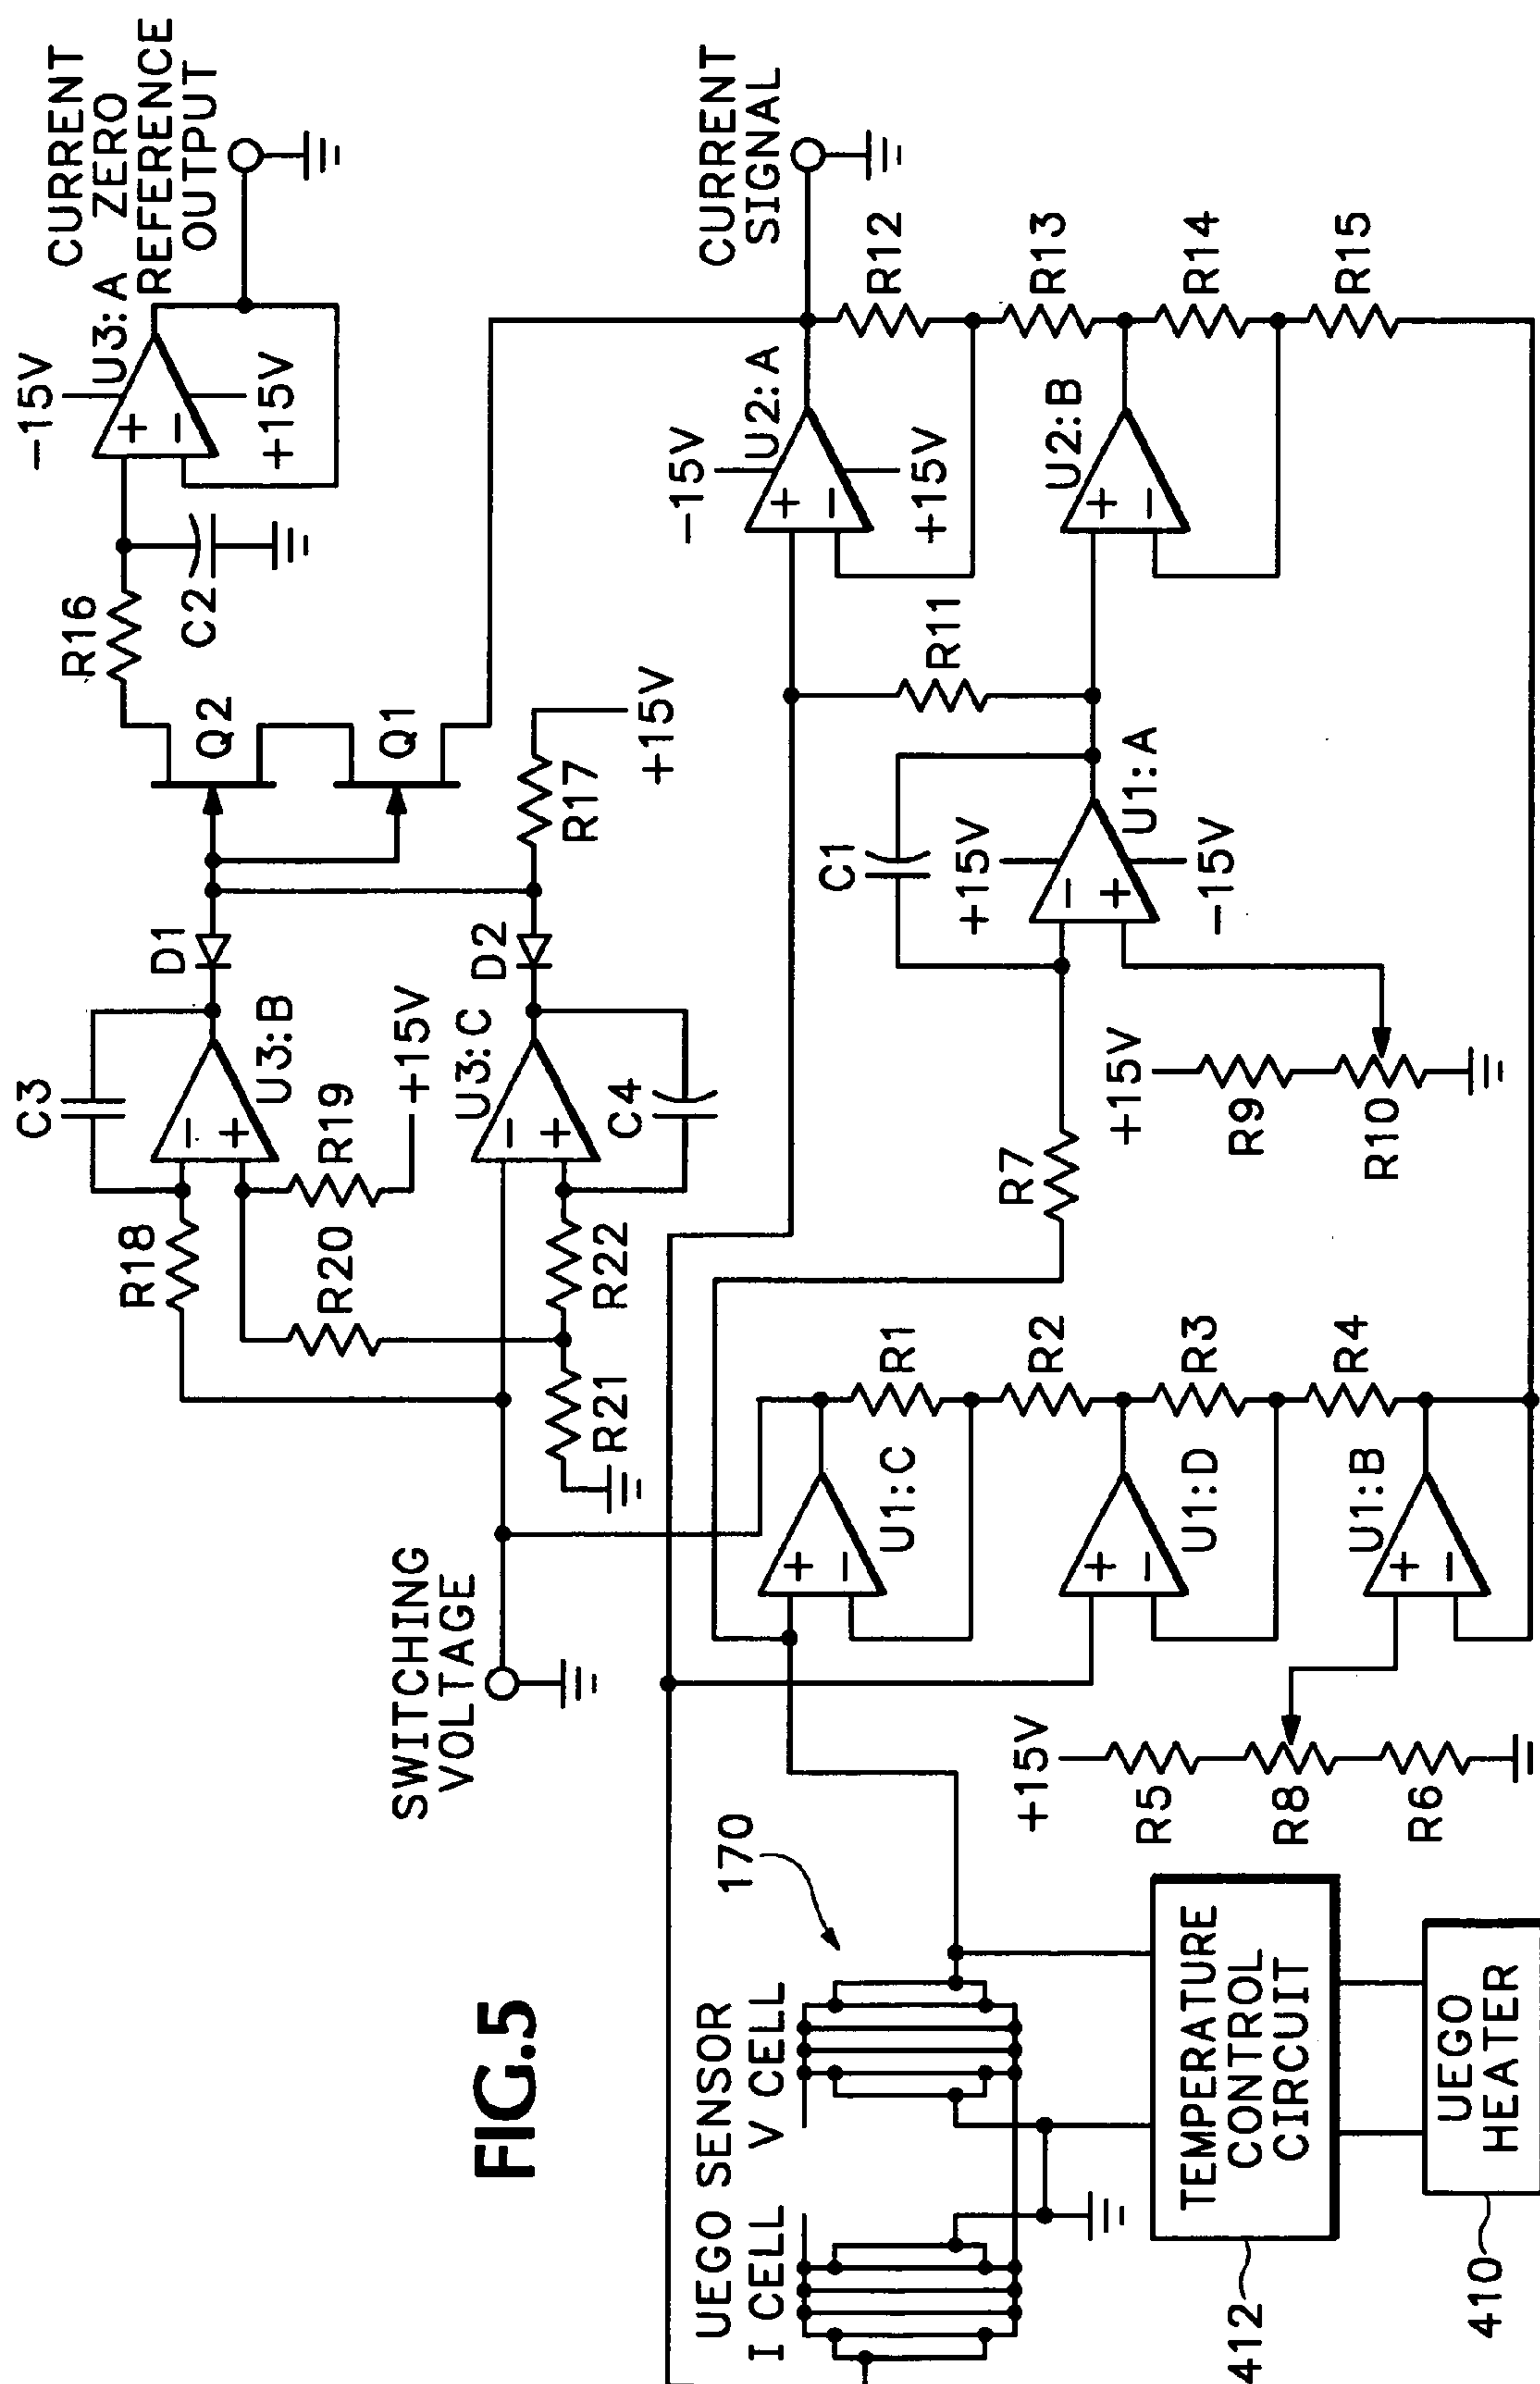 CURRENT
ZERO
REFERENCE
OUTPUT
-15V
U3:A
+
−
+15V
R16
C2
Q2
Q1
R17
+15V
D1
D2
C3
U3:B
−
+
+15V
R19
R18
R20
U3:C
−
+
C4
R22
R21
SWITCHING
VOLTAGE
CURRENT
SIGNAL
R12
R13
R14
R15
-15V
U2:A
+
−
+15V
U2:B
+
−
R11
C1
+15V
U1:A
−
+
-15V
+15V
R9
R10
R7
R1
R2
R3
R4
U1:C
+
−
U1:D
+
−
U1:B
+
−
+15V
R5
R8
R6
170
FIG.5
UEGO SENSOR
I CELL V CELL
TEMPERATURE
CONTROL
CIRCUIT
412
UEGO
HEATER
410